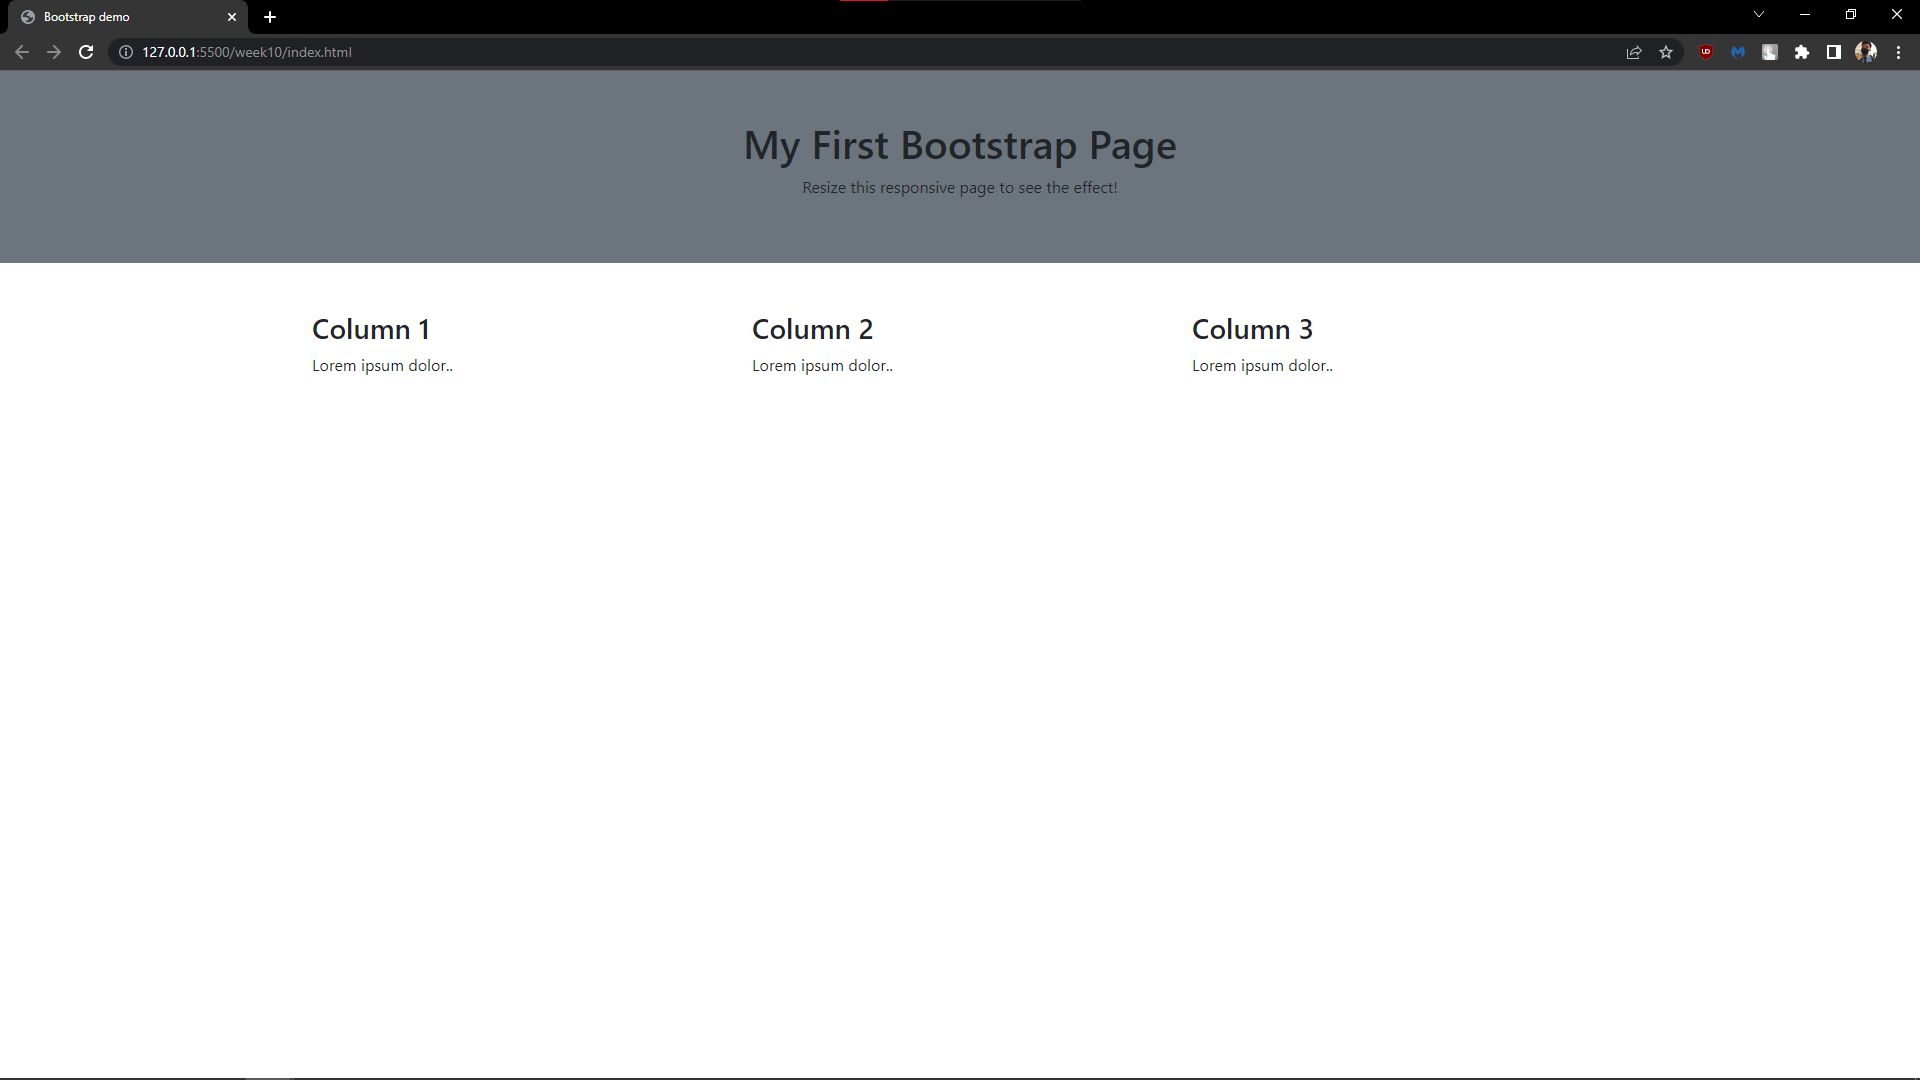 Bootstrap demo
127.0.0.1:5500/week10/index.html
My First Bootstrap Page
Resize this responsive page to see the effect!
Column 1
Column 2
Column 3
Lorem ipsum dolor..
Lorem ipsum dolor..
Lorem ipsum dolor..